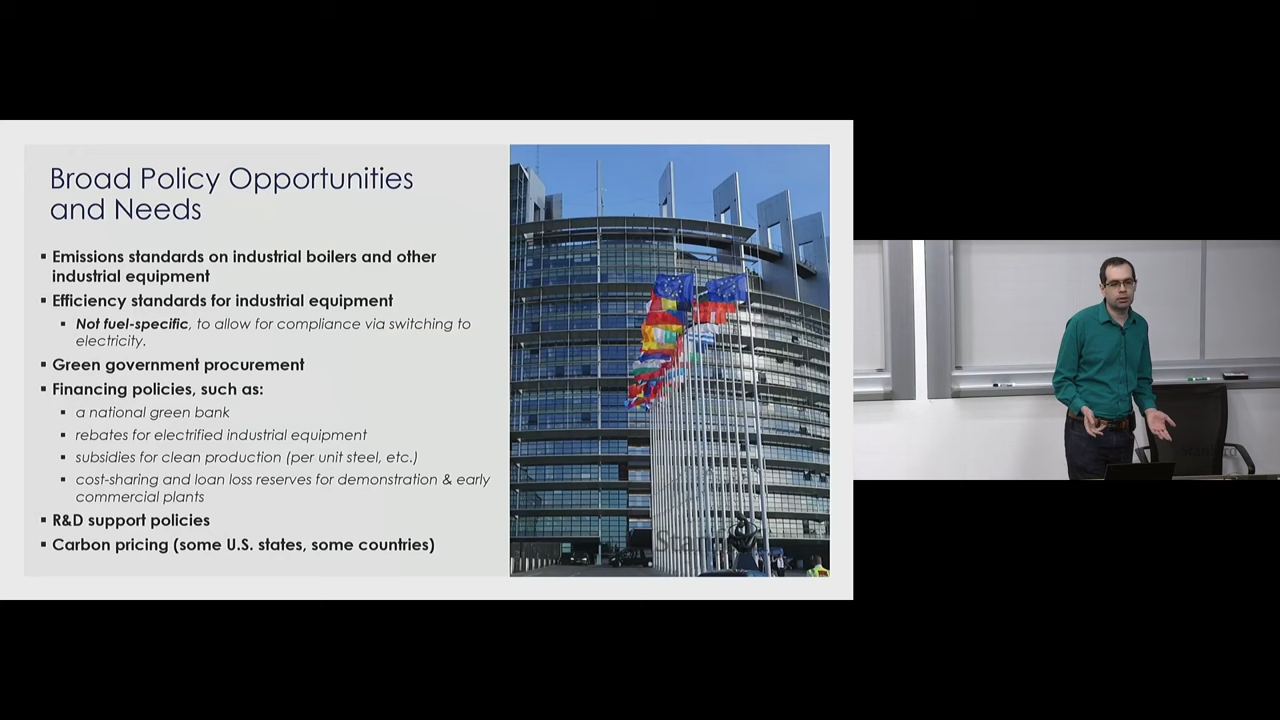 Broad Policy Opportunities
and Needs
▪ Emissions standards on industrial boilers and other
industrial equipment
▪ Efficiency standards for industrial equipment
▪ Not fuel-specific, to allow for compliance via switching to
electricity.
▪ Green government procurement
▪ Financing policies, such as:
▪ a national green bank
▪ rebates for electrified industrial equipment
▪ subsidies for clean production (per unit steel, etc.)
▪ cost-sharing and loan loss reserves for demonstration & early
commercial plants
▪ R&D support policies
▪ Carbon pricing (some U.S. states, some countries)